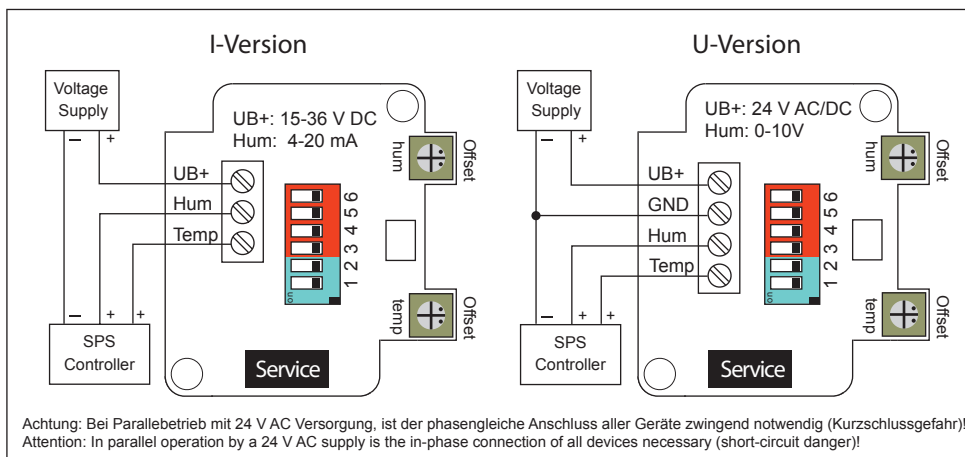 I-Version
Voltage
Supply
– +
UB+: 15-36 V DC
Hum: 4-20 mA
UB+
Hum
Temp
1 2 3 4 5 6
Offset
hum
Offset
temp
– + +
SPS
Controller
Service
U-Version
Voltage
Supply
– +
UB+: 24 V AC/DC
Hum: 0-10V
UB+
GND
Hum
Temp
1 2 3 4 5 6
Offset
hum
Offset
temp
– + +
SPS
Controller
Service
Achtung: Bei Parallebetrieb mit 24 V AC Versorgung, ist der phasengleiche Anschluss aller Geräte zwingend notwendig (Kurzschlussgefahr)!
Attention: In parallel operation by a 24 V AC supply is the in-phase connection of all devices necessary (short-circuit danger)!